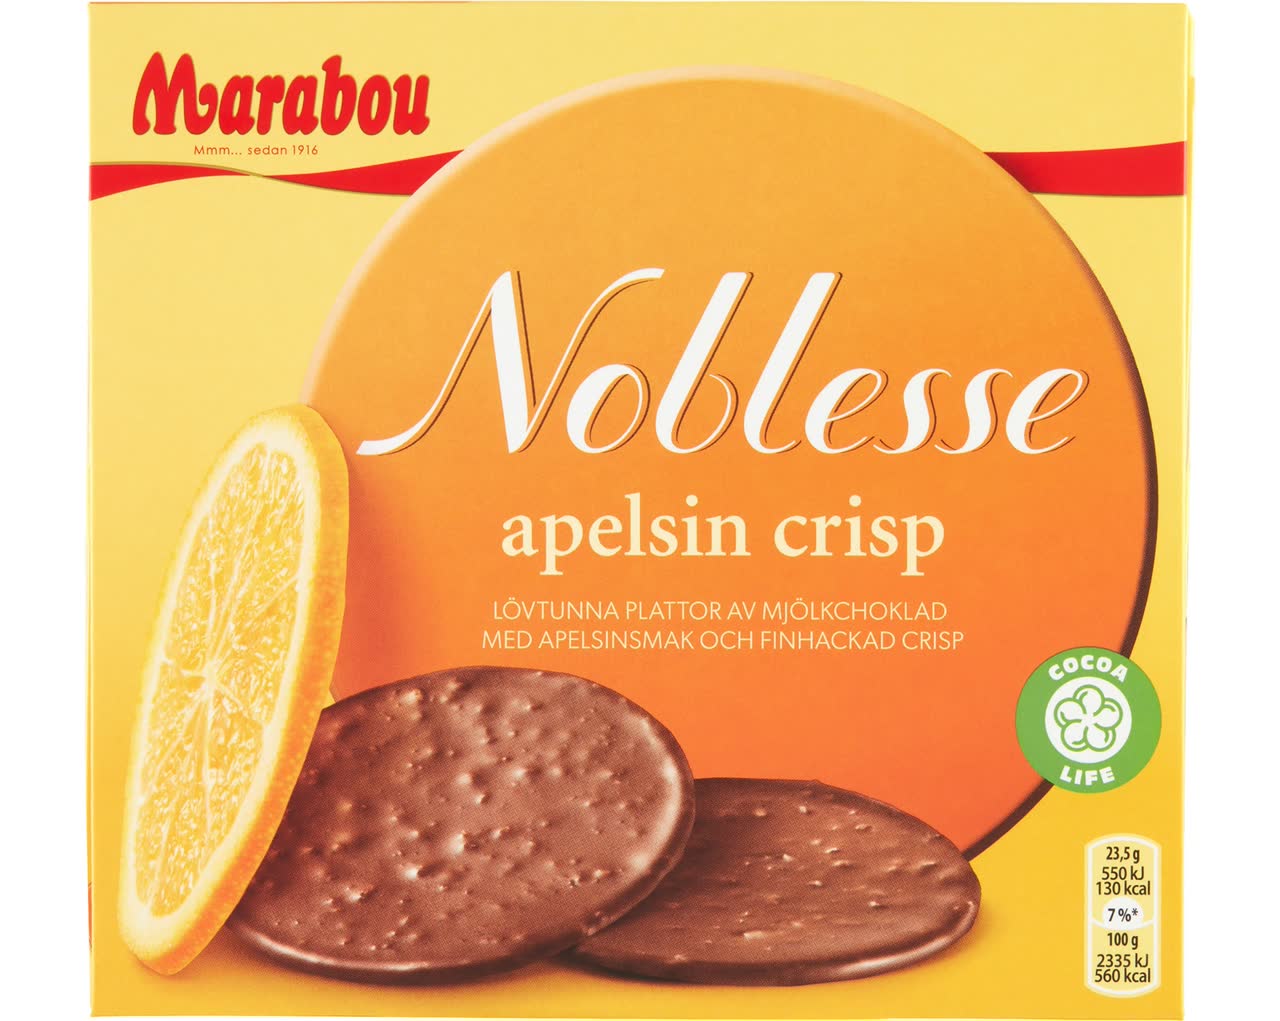 Marabou
Mmm... sedan 1916
Noblesse
apelsin crisp
LÖVTUNNA PLATTOR AV MJÖLKCHOKLAD
MED APELSINSMAK OCH FINHACKAD CRISP
COCOA
LIFE
23,5 g
550 kJ
130 kcal
7 %*
100 g
2335 kJ
560 kcal